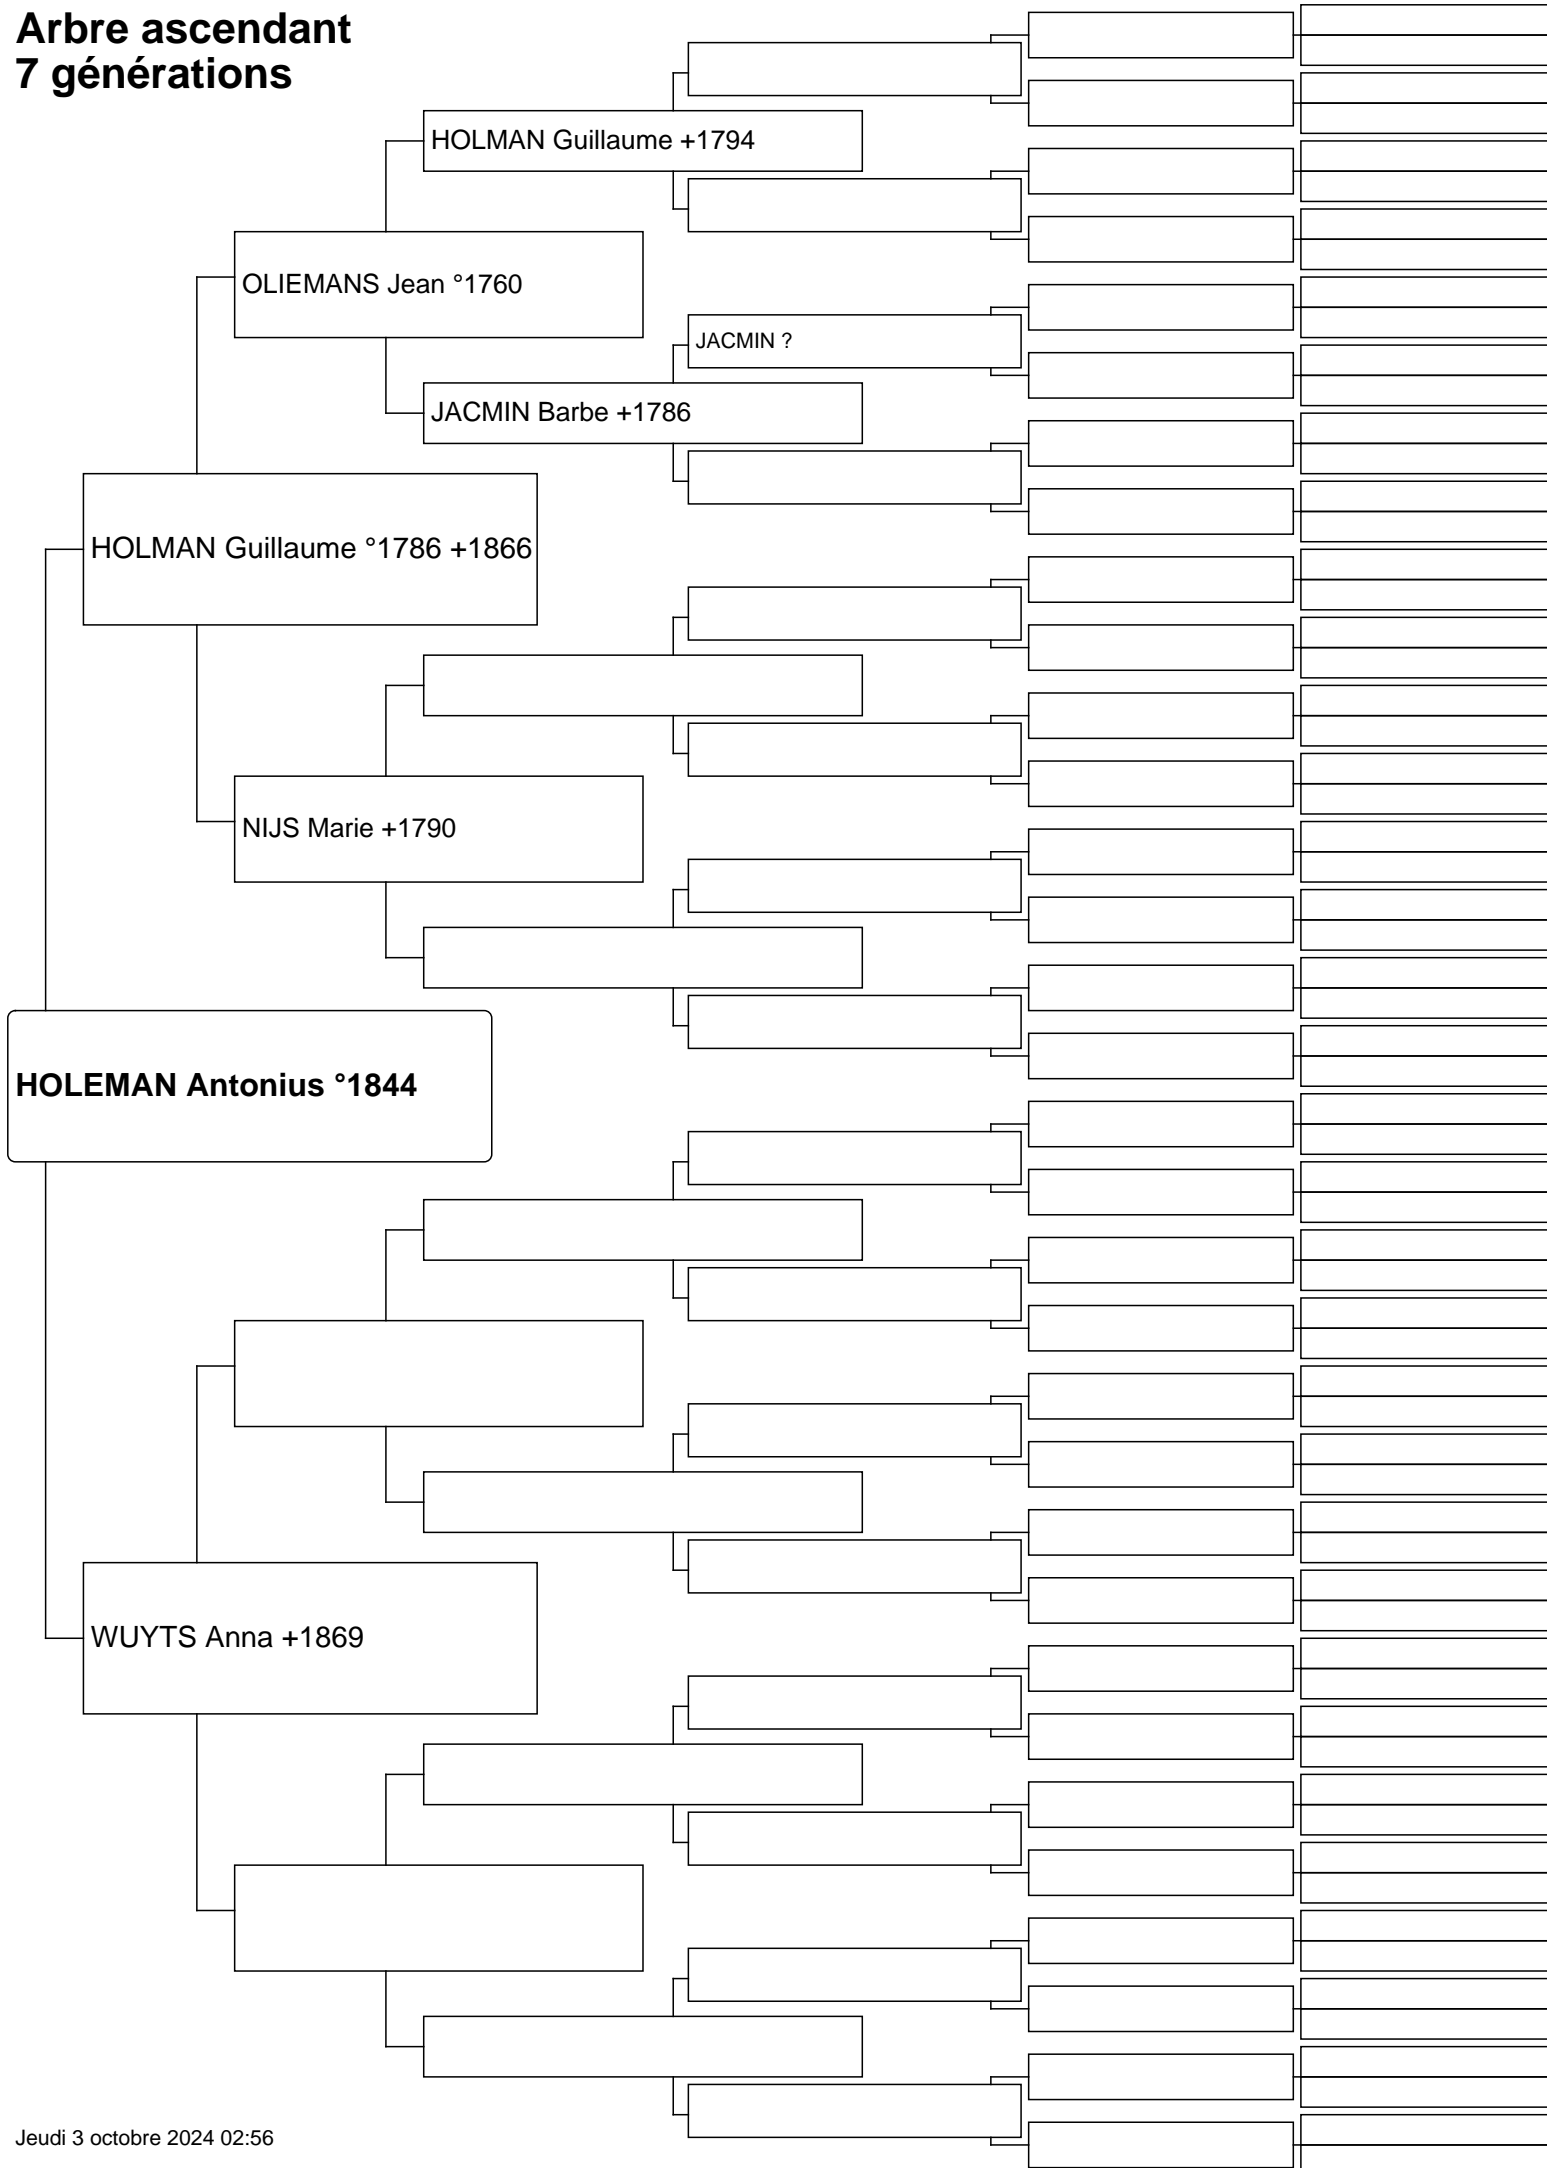 Arbre ascendant
7 générations
HOLMAN Guillaume +1794
OLIEMANS Jean °1760
JACMIN ?
JACMIN Barbe +1786
HOLMAN Guillaume °1786 +1866
NIJS Marie +1790
HOLEMAN Antonius °1844
WUYTS Anna +1869
Jeudi 3 octobre 2024 02:56